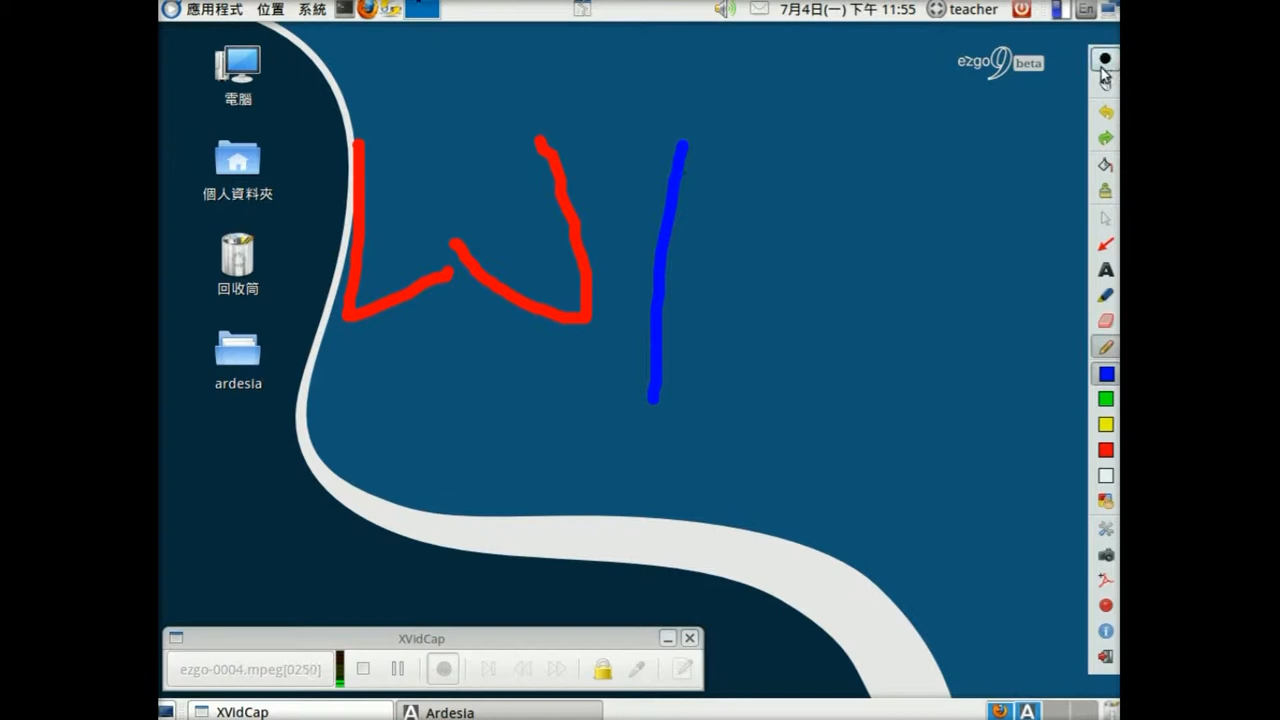 應用程式 位置 系統 7月4日(一) 下午 11:55 teacher En
ezgo9 beta
電腦
個人資料夾
回收筒
ardesia
XVidCap
ezgo-0004.mpeg[0250]
XVidCap Ardesia